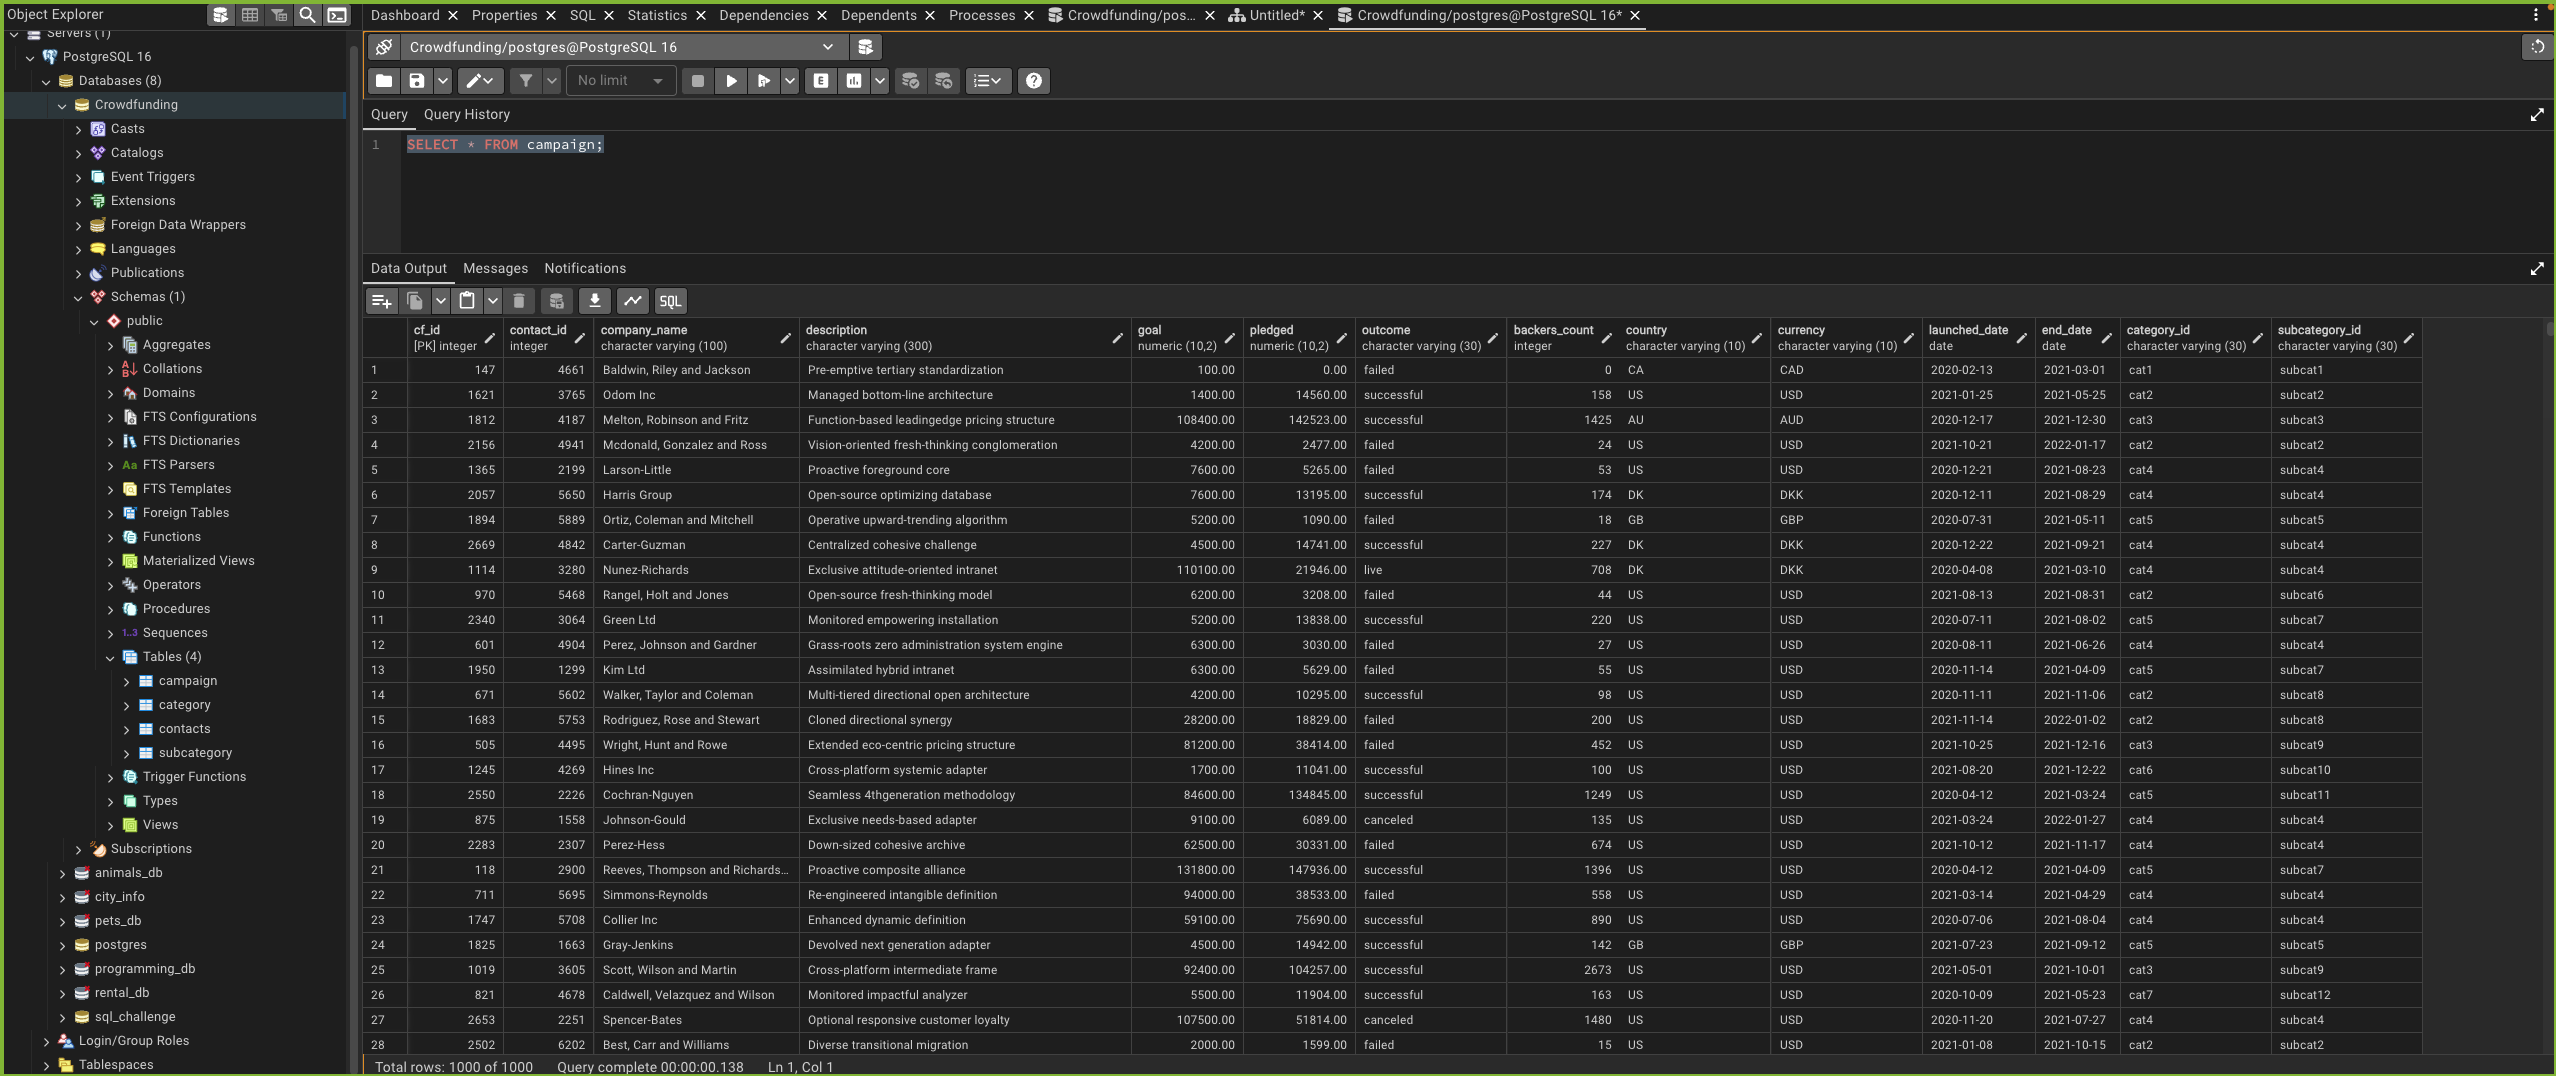 Object Explorer
Servers (1)
PostgreSQL 16
Databases (8)
Crowdfunding
Casts
Catalogs
Event Triggers
Extensions
Foreign Data Wrappers
Languages
Publications
Schemas (1)
public
Aggregates
Collations
Domains
FTS Configurations
FTS Dictionaries
Aa FTS Parsers
FTS Templates
Foreign Tables
Functions
Materialized Views
Operators
Procedures
1..3 Sequences
Tables (4)
campaign
category
contacts
subcategory
Trigger Functions
Types
Views
Subscriptions
animals_db
city_info
pets_db
postgres
programming_db
rental_db
sql_challenge
Login/Group Roles
Tablespaces
Dashboard Properties SQL Statistics Dependencies Dependents Processes Crowdfunding/pos... Untitled* Crowdfunding/postgres@PostgreSQL 16*
Crowdfunding/postgres@PostgreSQL 16
No limit E
Query Query History
1 SELECT * FROM campaign;
Data Output Messages Notifications
SQL
cf_id contact_id company_name description goal pledged outcome backers_count country currency launched_date end_date category_id subcategory_id
[PK] integer integer character varying (100) character varying (300) numeric (10,2) numeric (10,2) character varying (30) integer character varying (10) character varying (10) date date character varying (30) character varying (30)
1 147 4661 Baldwin, Riley and Jackson Pre-emptive tertiary standardization 100.00 0.00 failed 0 CA CAD 2020-02-13 2021-03-01 cat1 subcat1
2 1621 3765 Odom Inc Managed bottom-line architecture 1400.00 14560.00 successful 158 US USD 2021-01-25 2021-05-25 cat2 subcat2
3 1812 4187 Melton, Robinson and Fritz Function-based leadingedge pricing structure 108400.00 142523.00 successful 1425 AU AUD 2020-12-17 2021-12-30 cat3 subcat3
4 2156 4941 Mcdonald, Gonzalez and Ross Vision-oriented fresh-thinking conglomeration 4200.00 2477.00 failed 24 US USD 2021-10-21 2022-01-17 cat2 subcat2
5 1365 2199 Larson-Little Proactive foreground core 7600.00 5265.00 failed 53 US USD 2020-12-21 2021-08-23 cat4 subcat4
6 2057 5650 Harris Group Open-source optimizing database 7600.00 13195.00 successful 174 DK DKK 2020-12-11 2021-08-29 cat4 subcat4
7 1894 5889 Ortiz, Coleman and Mitchell Operative upward-trending algorithm 5200.00 1090.00 failed 18 GB GBP 2020-07-31 2021-05-11 cat5 subcat5
8 2669 4842 Carter-Guzman Centralized cohesive challenge 4500.00 14741.00 successful 227 DK DKK 2020-12-22 2021-09-21 cat4 subcat4
9 1114 3280 Nunez-Richards Exclusive attitude-oriented intranet 110100.00 21946.00 live 708 DK DKK 2020-04-08 2021-03-10 cat4 subcat4
10 970 5468 Rangel, Holt and Jones Open-source fresh-thinking model 6200.00 3208.00 failed 44 US USD 2021-08-13 2021-08-31 cat2 subcat6
11 2340 3064 Green Ltd Monitored empowering installation 5200.00 13838.00 successful 220 US USD 2020-07-11 2021-08-02 cat5 subcat7
12 601 4904 Perez, Johnson and Gardner Grass-roots zero administration system engine 6300.00 3030.00 failed 27 US USD 2020-08-11 2021-06-26 cat4 subcat4
13 1950 1299 Kim Ltd Assimilated hybrid intranet 6300.00 5629.00 failed 55 US USD 2020-11-14 2021-04-09 cat5 subcat7
14 671 5602 Walker, Taylor and Coleman Multi-tiered directional open architecture 4200.00 10295.00 successful 98 US USD 2020-11-11 2021-11-06 cat2 subcat8
15 1683 5753 Rodriguez, Rose and Stewart Cloned directional synergy 28200.00 18829.00 failed 200 US USD 2021-11-14 2022-01-02 cat2 subcat8
16 505 4495 Wright, Hunt and Rowe Extended eco-centric pricing structure 81200.00 38414.00 failed 452 US USD 2021-10-25 2021-12-16 cat3 subcat9
17 1245 4269 Hines Inc Cross-platform systemic adapter 1700.00 11041.00 successful 100 US USD 2021-08-20 2021-12-22 cat6 subcat10
18 2550 2226 Cochran-Nguyen Seamless 4thgeneration methodology 84600.00 134845.00 successful 1249 US USD 2020-04-12 2021-03-24 cat5 subcat11
19 875 1558 Johnson-Gould Exclusive needs-based adapter 9100.00 6089.00 canceled 135 US USD 2021-03-24 2022-01-27 cat4 subcat4
20 2283 2307 Perez-Hess Down-sized cohesive archive 62500.00 30331.00 failed 674 US USD 2021-10-12 2021-11-17 cat4 subcat4
21 118 2900 Reeves, Thompson and Richards... Proactive composite alliance 131800.00 147936.00 successful 1396 US USD 2020-04-12 2021-04-09 cat5 subcat7
22 711 5695 Simmons-Reynolds Re-engineered intangible definition 94000.00 38533.00 failed 558 US USD 2021-03-14 2021-04-29 cat4 subcat4
23 1747 5708 Collier Inc Enhanced dynamic definition 59100.00 75690.00 successful 890 US USD 2020-07-06 2021-08-04 cat4 subcat4
24 1825 1663 Gray-Jenkins Devolved next generation adapter 4500.00 14942.00 successful 142 GB GBP 2021-07-23 2021-09-12 cat5 subcat5
25 1019 3605 Scott, Wilson and Martin Cross-platform intermediate frame 92400.00 104257.00 successful 2673 US USD 2021-05-01 2021-10-01 cat3 subcat9
26 821 4678 Caldwell, Velazquez and Wilson Monitored impactful analyzer 5500.00 11904.00 successful 163 US USD 2020-10-09 2021-05-23 cat7 subcat12
27 2653 2251 Spencer-Bates Optional responsive customer loyalty 107500.00 51814.00 canceled 1480 US USD 2020-11-20 2021-07-27 cat4 subcat4
28 2502 6202 Best, Carr and Williams Diverse transitional migration 2000.00 1599.00 failed 15 US USD 2021-01-08 2021-10-15 cat2 subcat2
Total rows: 1000 of 1000 Query complete 00:00:00.138 Ln 1, Col 1